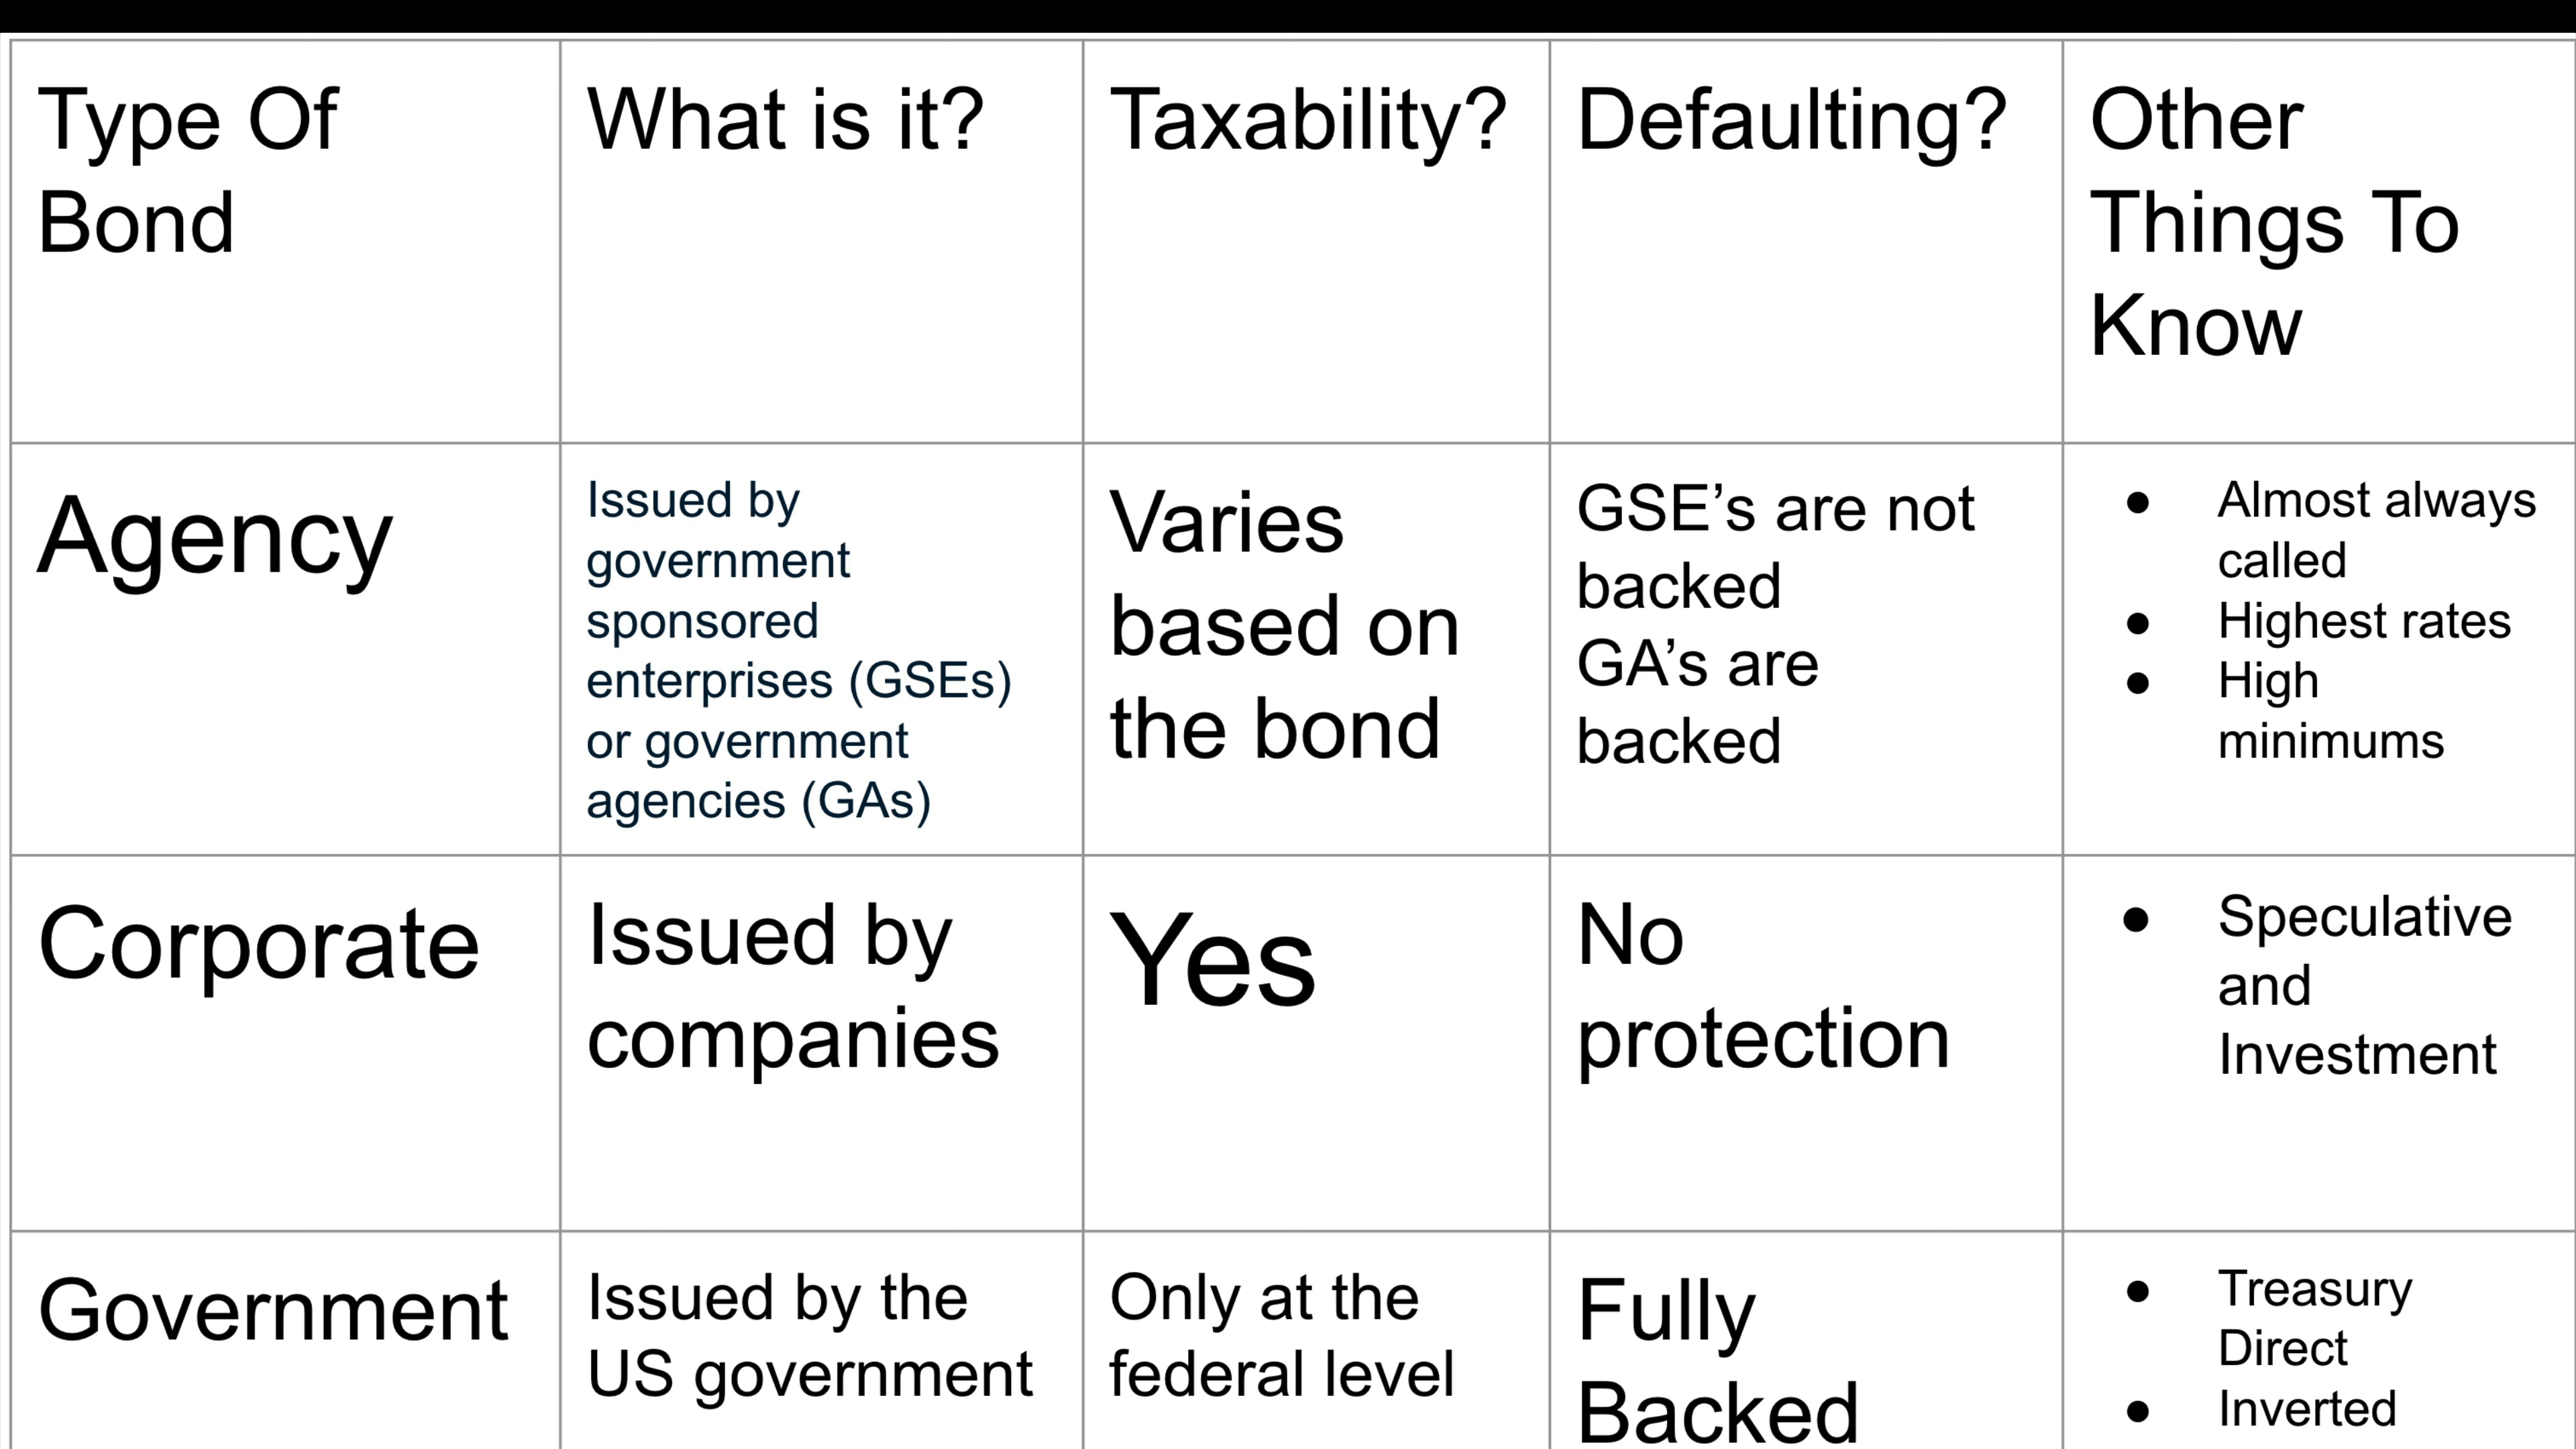 Type Of
Bond
What is it?
Taxability?
Defaulting?
Other
Things To
Know
Agency
Issued by
government
sponsored
enterprises (GSEs)
or government
agencies (GAs)
Varies
based on
the bond
GSE’s are not
backed
GA’s are
backed
● Almost always
called
● Highest rates
● High
minimums
Corporate
Issued by
companies
Yes
No
protection
● Speculative
and
Investment
Government
Issued by the
US government
Only at the
federal level
Fully
Backed
● Treasury
Direct
● Inverted